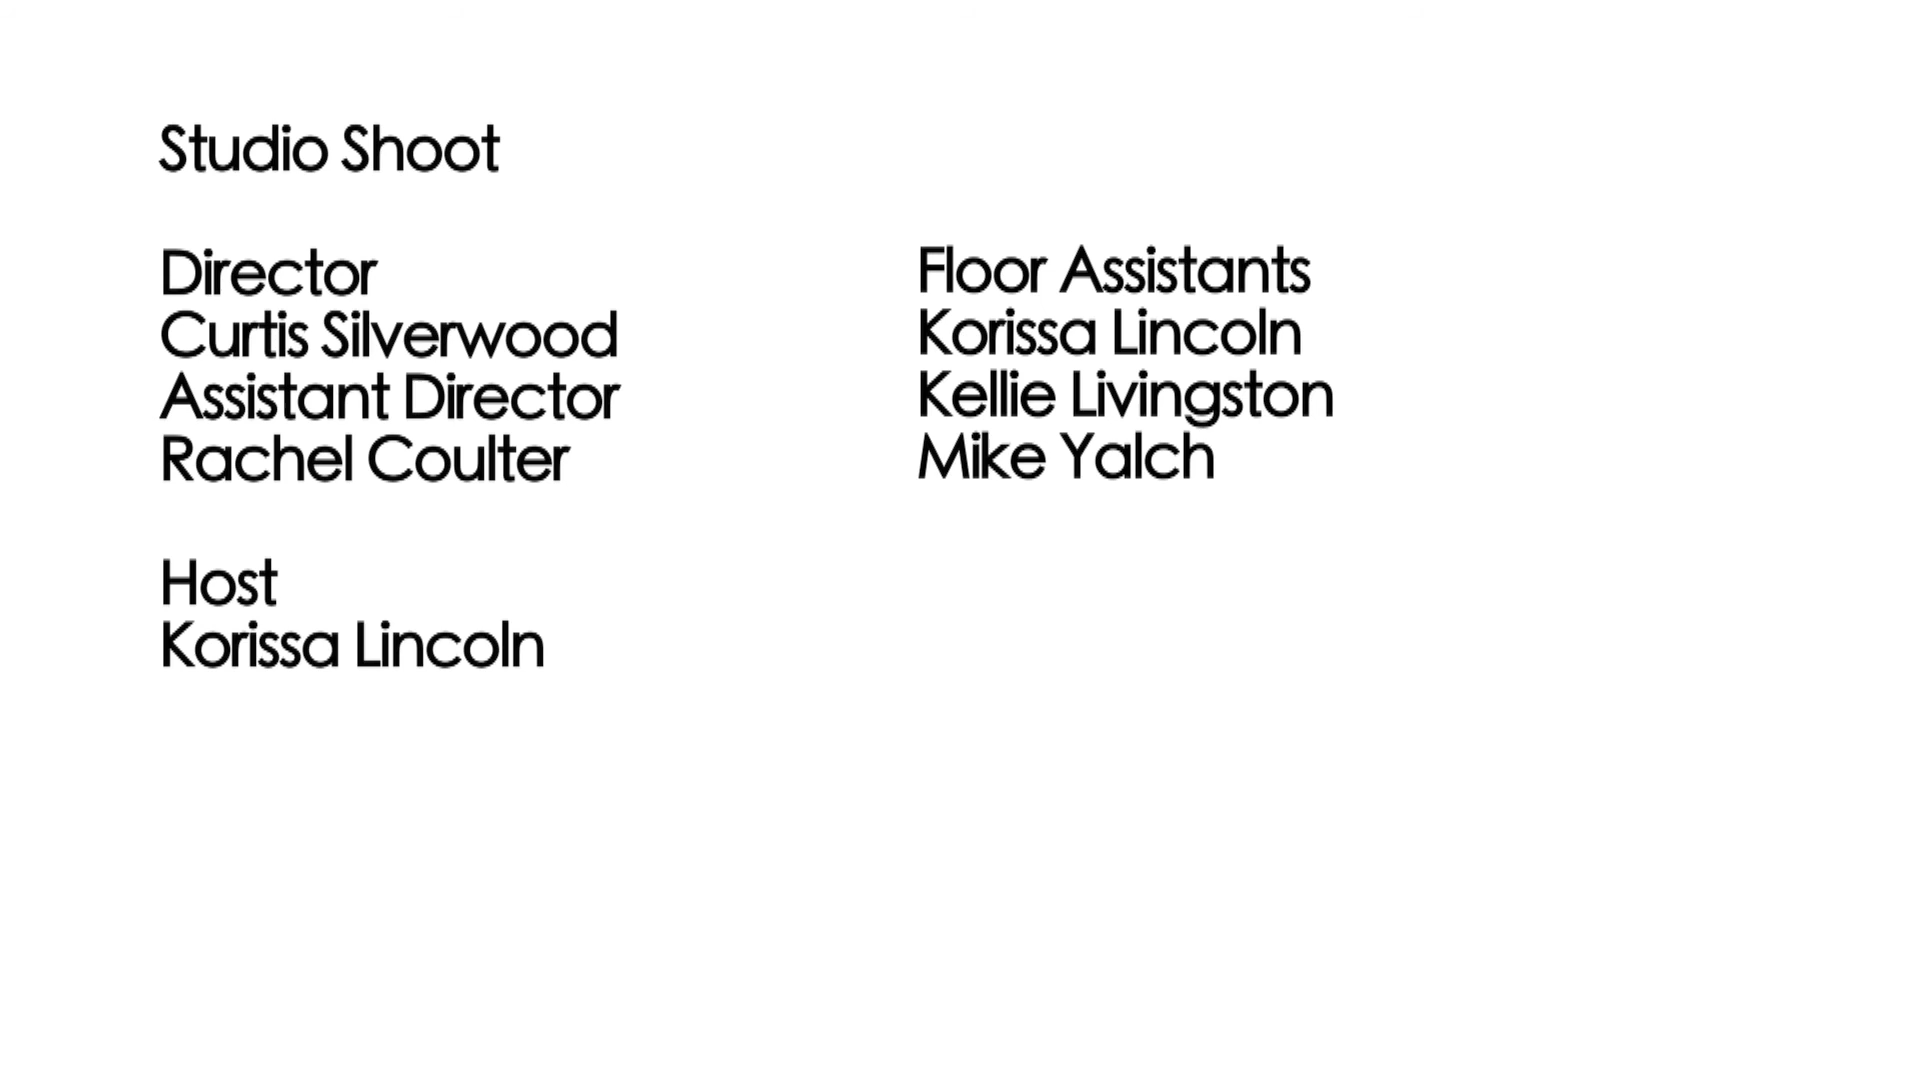 Studio Shoot
Director
Curtis Silverwood
Assistant Director
Rachel Coulter
Host
Korissa Lincoln
Floor Assistants
Korissa Lincoln
Kellie Livingston
Mike Yalch